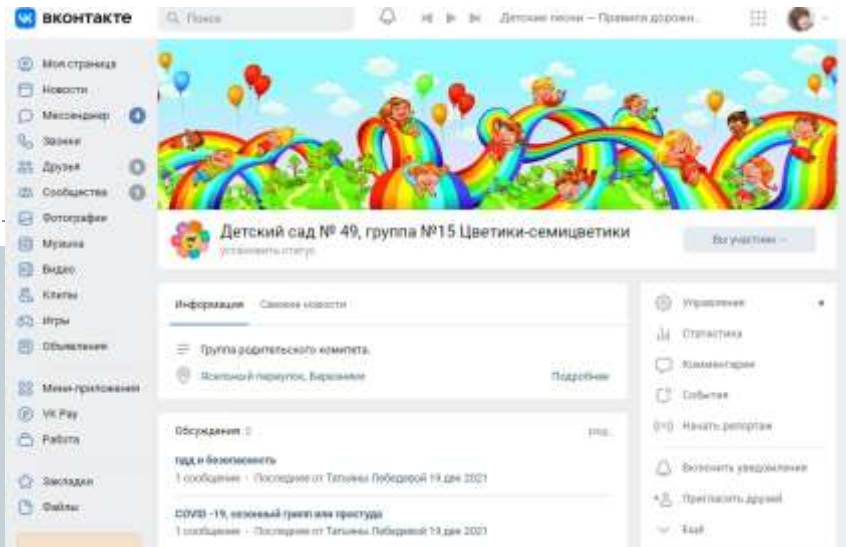 вконтакте
Поиск
Детские песни — Правила дорожн...
Моя страница
Новости
Мессенджер 4
Звонки
Друзья
Сообщества
Фотографии
Музыка
Видео
Клипы
Игры
Объявления
Мини-приложения
VK Pay
Работа
Закладки
Файлы
Детский сад № 49, группа №15 Цветики-семицветики
установить статус
Вы участник
Информация Свежие новости
Группа родительского комитета.
Ясельный переулок, Березники
Подробнее
Обсуждения
ред.
пдд и безопасность
1 сообщение - Последнее от Татьяны Лебедевой 19 дек 2021
COVID -19, сезонный грипп или простуда
1 сообщение - Последнее от Татьяны Лебедевой 19 дек 2021
Управление
Статистика
Комментарии
События
Начать репортаж
Включить уведомления
Пригласить друзей
Ещё